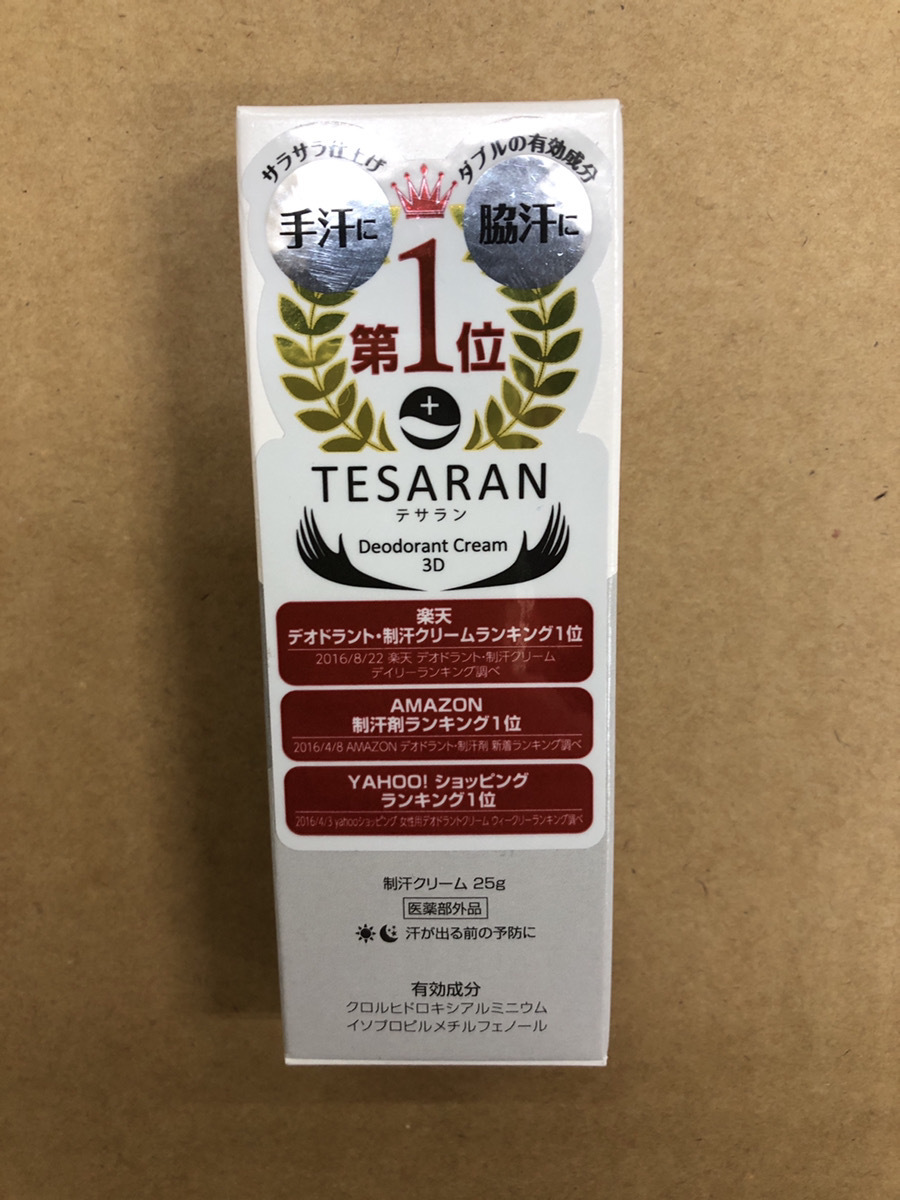 サラサラ仕上げ
手汗に
ダブルの有効成分
脇汗に
第1位
TESARAN
テサラン
Deodorant Cream
3D
楽天
デオドラント・制汗クリームランキング1位
2016/8/22 楽天 デオドラント・制汗クリーム
デイリーランキング調べ
AMAZON
制汗剤ランキング1位
2016/4/8 AMAZON デオドラント・制汗剤 新着ランキング調べ
YAHOO! ショッピング
ランキング1位
2016/4/3 yahooショッピング 女性用デオドラントクリーム ウィークリーランキング調べ
制汗クリーム 25g
医薬部外品
汗が出る前の予防に
有効成分
クロルヒドロキシアルミニウム
イソプロピルメチルフェノール